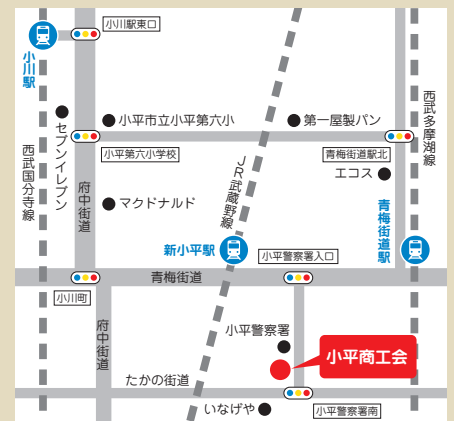 小川駅東口
小川駅
セブンイレブン
小平市立小平第六小
第一屋製パン
小平第六小学校
青梅街道駅北
西武多摩湖線
エコス
西武国分寺線
府中街道
マクドナルド
JR武蔵野線
新小平駅
小平警察署入口
青梅街道駅
青梅街道
小川町
府中街道
小平警察署
小平商工会
たかの街道
いなげや
小平警察署南